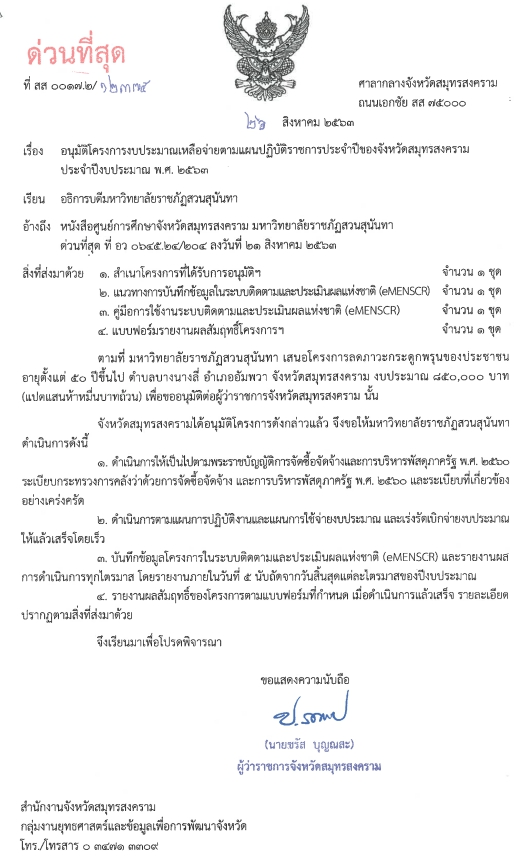 ด่วนที่สุด
ที่ สส ๐๐๑๗.๒/๑๒๓๗๕
ศาลากลางจังหวัดสมุทรสงคราม
ถนนเอกชัย สส ๗๕๐๐๐
๒๖ สิงหาคม ๒๕๖๓
เรื่อง อนุมัติโครงการงบประมาณเหลือจ่ายตามแผนปฏิบัติราชการประจำปีของจังหวัดสมุทรสงคราม
ประจำปีงบประมาณ พ.ศ. ๒๕๖๓
เรียน อธิการบดีมหาวิทยาลัยราชภัฏสวนสุนันทา
อ้างถึง หนังสือศูนย์การศึกษาจังหวัดสมุทรสงคราม มหาวิทยาลัยราชภัฏสวนสุนันทา
ด่วนที่สุด ที่ อว ๐๖๔๕.๒๔/๒๐๔ ลงวันที่ ๒๑ สิงหาคม ๒๕๖๓
สิ่งที่ส่งมาด้วย ๑. สำเนาโครงการที่ได้รับการอนุมัติฯ จำนวน ๑ ชุด
๒. แนวทางการบันทึกข้อมูลในระบบติดตามและประเมินผลแห่งชาติ (eMENSCR) จำนวน ๑ ชุด
๓. คู่มือการใช้งานระบบติดตามและประเมินผลแห่งชาติ (eMENSCR) จำนวน ๑ ชุด
๔. แบบฟอร์มรายงานผลสัมฤทธิ์โครงการฯ จำนวน ๑ ชุด
ตามที่ มหาวิทยาลัยราชภัฏสวนสุนันทา เสนอโครงการลดภาวะกระดูกพรุนของประชาชน
อายุตั้งแต่ ๕๐ ปีขึ้นไป ตำบลบางนางลี่ อำเภออัมพวา จังหวัดสมุทรสงคราม งบประมาณ ๘๕๐,๐๐๐ บาท
(แปดแสนห้าหมื่นบาทถ้วน) เพื่อขออนุมัติต่อผู้ว่าราชการจังหวัดสมุทรสงคราม นั้น
จังหวัดสมุทรสงครามได้อนุมัติโครงการดังกล่าวแล้ว จึงขอให้มหาวิทยาลัยราชภัฏสวนสุนันทา
ดำเนินการดังนี้
๑. ดำเนินการให้เป็นไปตามพระราชบัญญัติการจัดซื้อจัดจ้างและการบริหารพัสดุภาครัฐ พ.ศ. ๒๕๖๐
ระเบียบกระทรวงการคลังว่าด้วยการจัดซื้อจัดจ้าง และการบริหารพัสดุภาครัฐ พ.ศ. ๒๕๖๐ และระเบียบที่เกี่ยวข้อง
อย่างเคร่งครัด
๒. ดำเนินการตามแผนการปฏิบัติงานและแผนการใช้จ่ายงบประมาณ และเร่งรัดเบิกจ่ายงบประมาณ
ให้แล้วเสร็จโดยเร็ว
๓. บันทึกข้อมูลโครงการในระบบติดตามและประเมินผลแห่งชาติ (eMENSCR) และรายงานผล
การดำเนินการทุกไตรมาส โดยรายงานภายในวันที่ ๕ นับถัดจากวันสิ้นสุดแต่ละไตรมาสของปีงบประมาณ
๔. รายงานผลสัมฤทธิ์ของโครงการตามแบบฟอร์มที่กำหนด เมื่อดำเนินการแล้วเสร็จ รายละเอียด
ปรากฏตามสิ่งที่ส่งมาด้วย
จึงเรียนมาเพื่อโปรดพิจารณา
ขอแสดงความนับถือ
(นายขรัส บุญณสะ)
ผู้ว่าราชการจังหวัดสมุทรสงคราม
สำนักงานจังหวัดสมุทรสงคราม
กลุ่มงานยุทธศาสตร์และข้อมูลเพื่อการพัฒนาจังหวัด
โทร./โทรสาร ๐ ๓๔๗๑ ๓๓๐๙